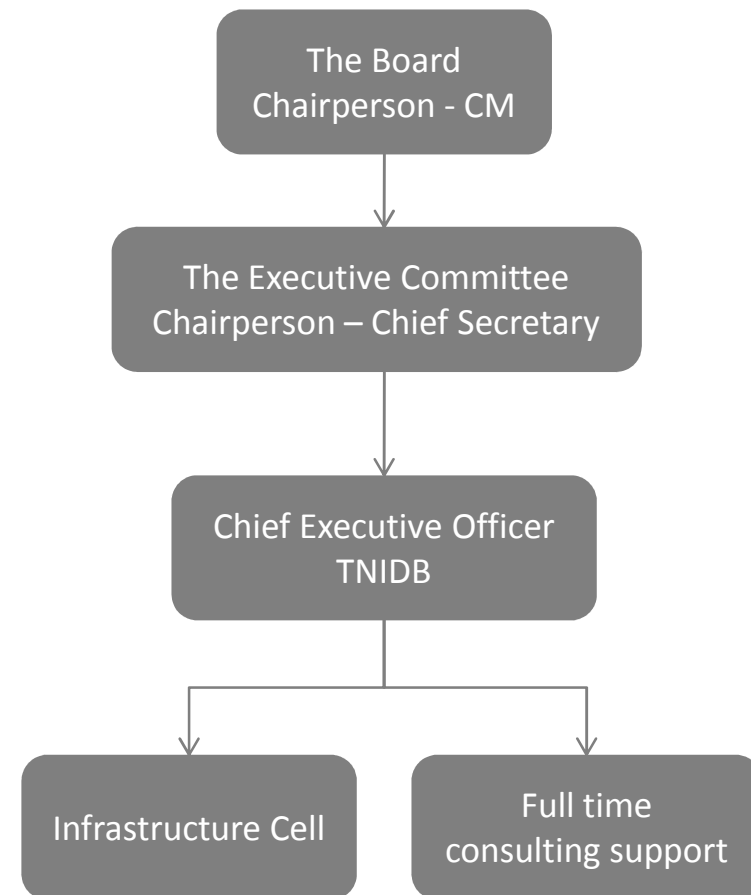 The Board
Chairperson - CM
The Executive Committee
Chairperson – Chief Secretary
Chief Executive Officer
TNIDB
Infrastructure Cell
Full time
consulting support